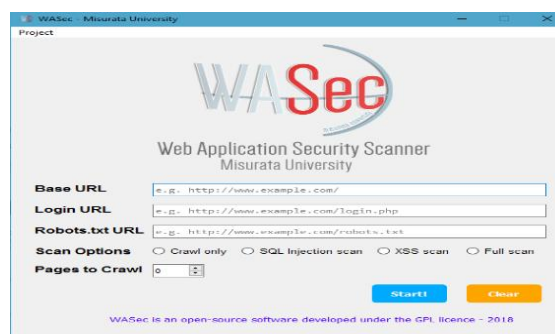 WASec - Misurata University
Project
WASec
Web Application Security Scanner
Misurata University
Base URL e.g. http://www.example.com/
Login URL e.g. http://www.example.com/login.php
Robots.txt URL e.g. http://www.example.com/robots.txt
Scan Options Crawl only SQL Injection scan XSS scan Full scan
Pages to Crawl 0
Start! Clear
WASec is an open-source software developed under the GPL licence - 2018